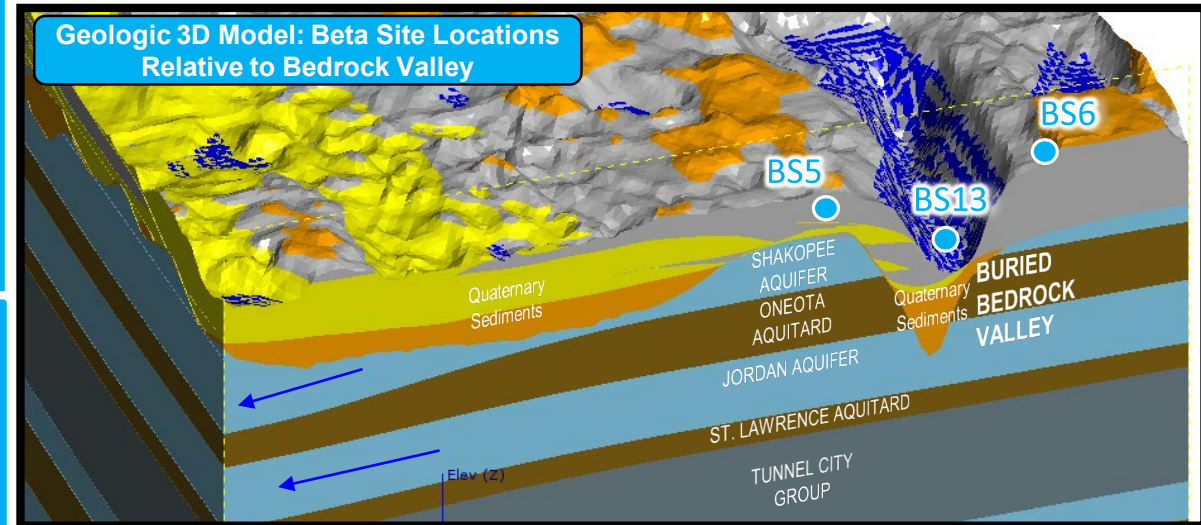 Geologic 3D Model: Beta Site Locations
Relative to Bedrock Valley
BS6
BS5
BS13
SHAKOPEE
AQUIFER
ONEOTA
AQUITARD
Quaternary
Sediments
Quaternary
Sediments
BURIED
BEDROCK
VALLEY
JORDAN AQUIFER
ST. LAWRENCE AQUITARD
TUNNEL CITY
GROUP
Elev (Z)